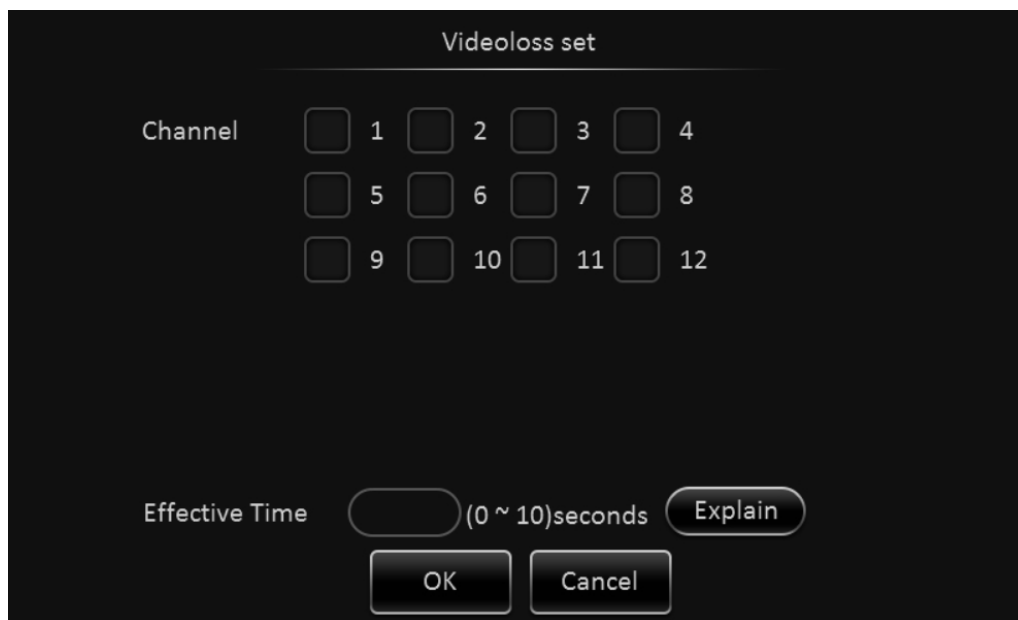 Videoloss set
Channel 1 2 3 4
5 6 7 8
9 10 11 12
Effective Time (0 ~ 10)seconds Explain
OK Cancel